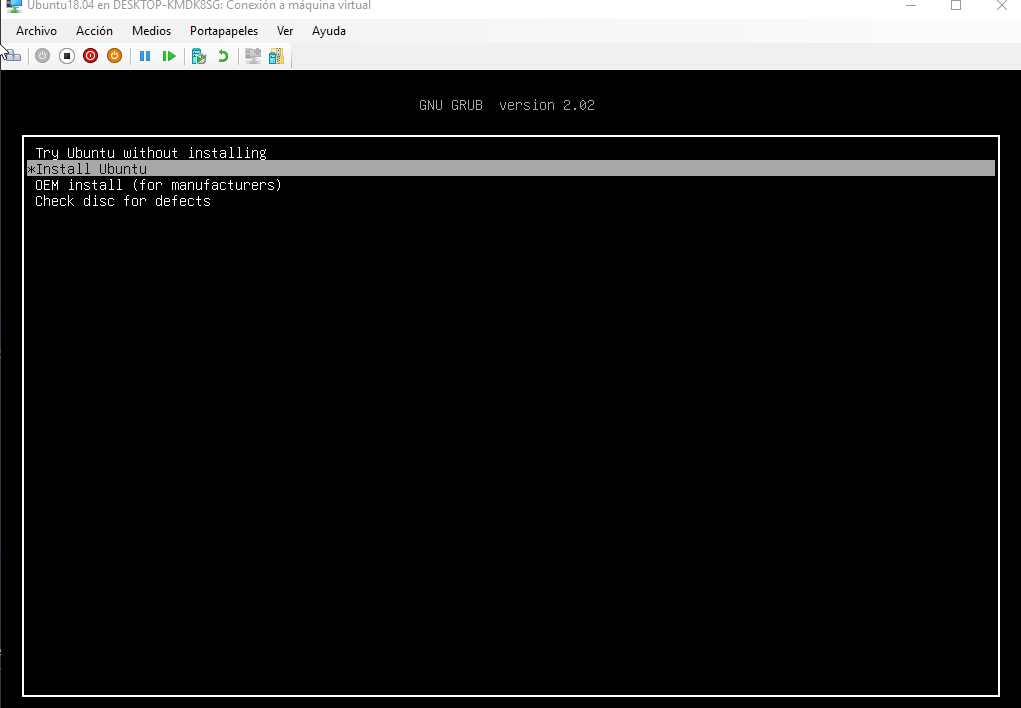 Ubuntu18.04 en DESKTOP-KMDK8SG: Conexión a máquina virtual
Archivo Acción Medios Portapapeles Ver Ayuda
GNU GRUB version 2.02
Try Ubuntu without installing
*Install Ubuntu
OEM install (for manufacturers)
Check disc for defects